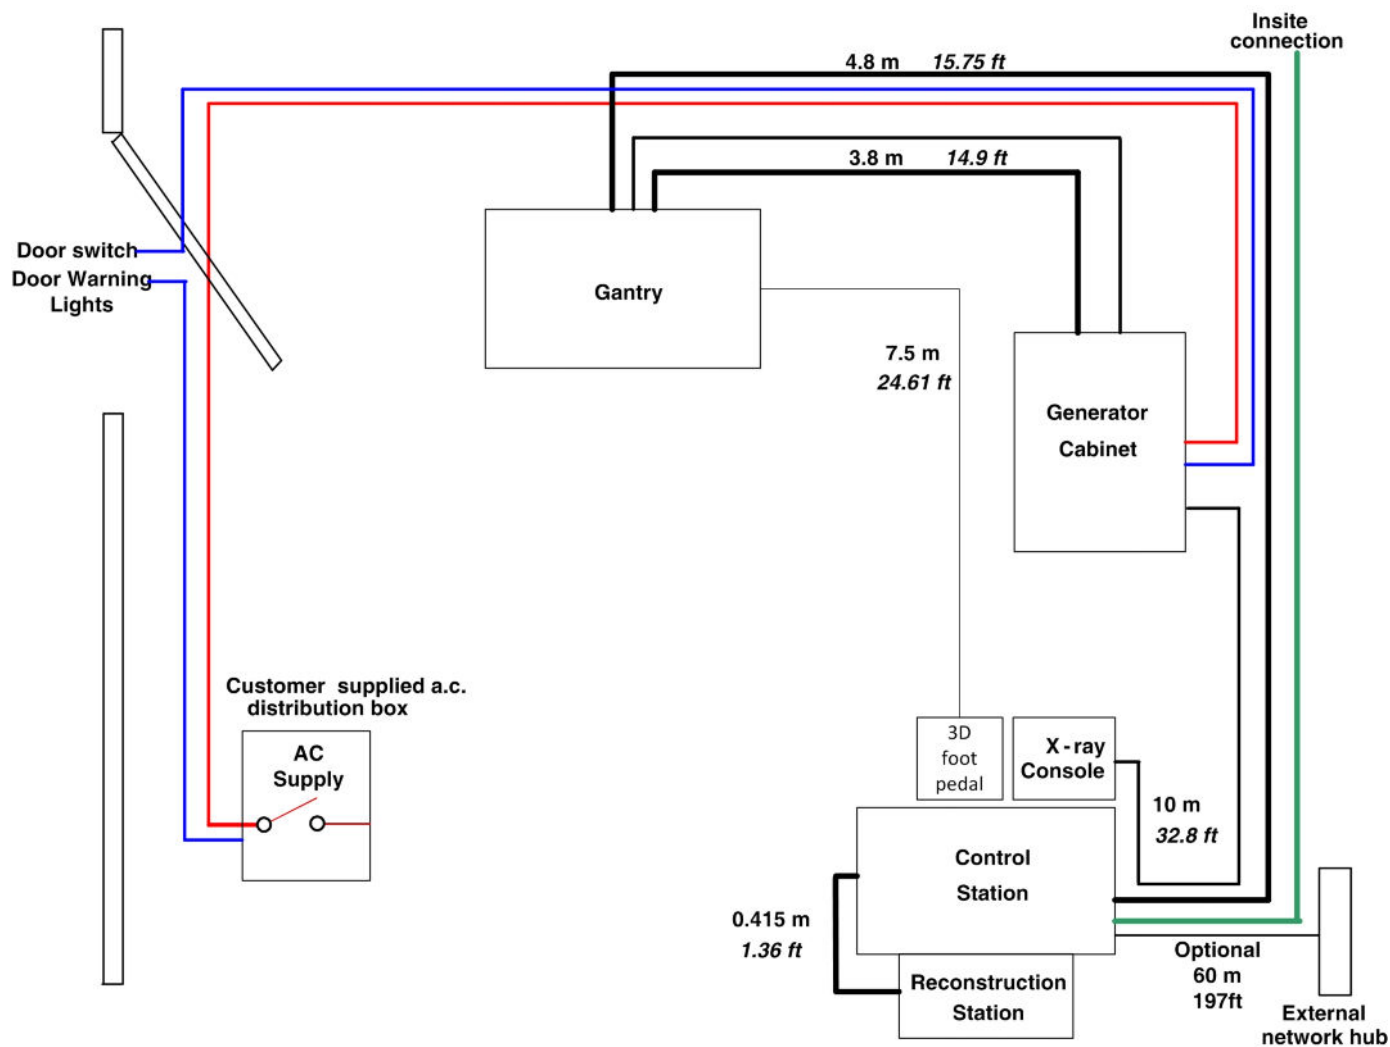 Insite
connection
4.8 m 15.75 ft
3.8 m 14.9 ft
Door switch
Door Warning
Lights
Gantry
7.5 m
24.61 ft
Generator
Cabinet
Customer supplied a.c.
distribution box
AC
Supply
3D
foot
pedal
X-ray
Console
10 m
32.8 ft
Control
Station
0.415 m
1.36 ft
Reconstruction
Station
Optional
60 m
197ft
External
network hub